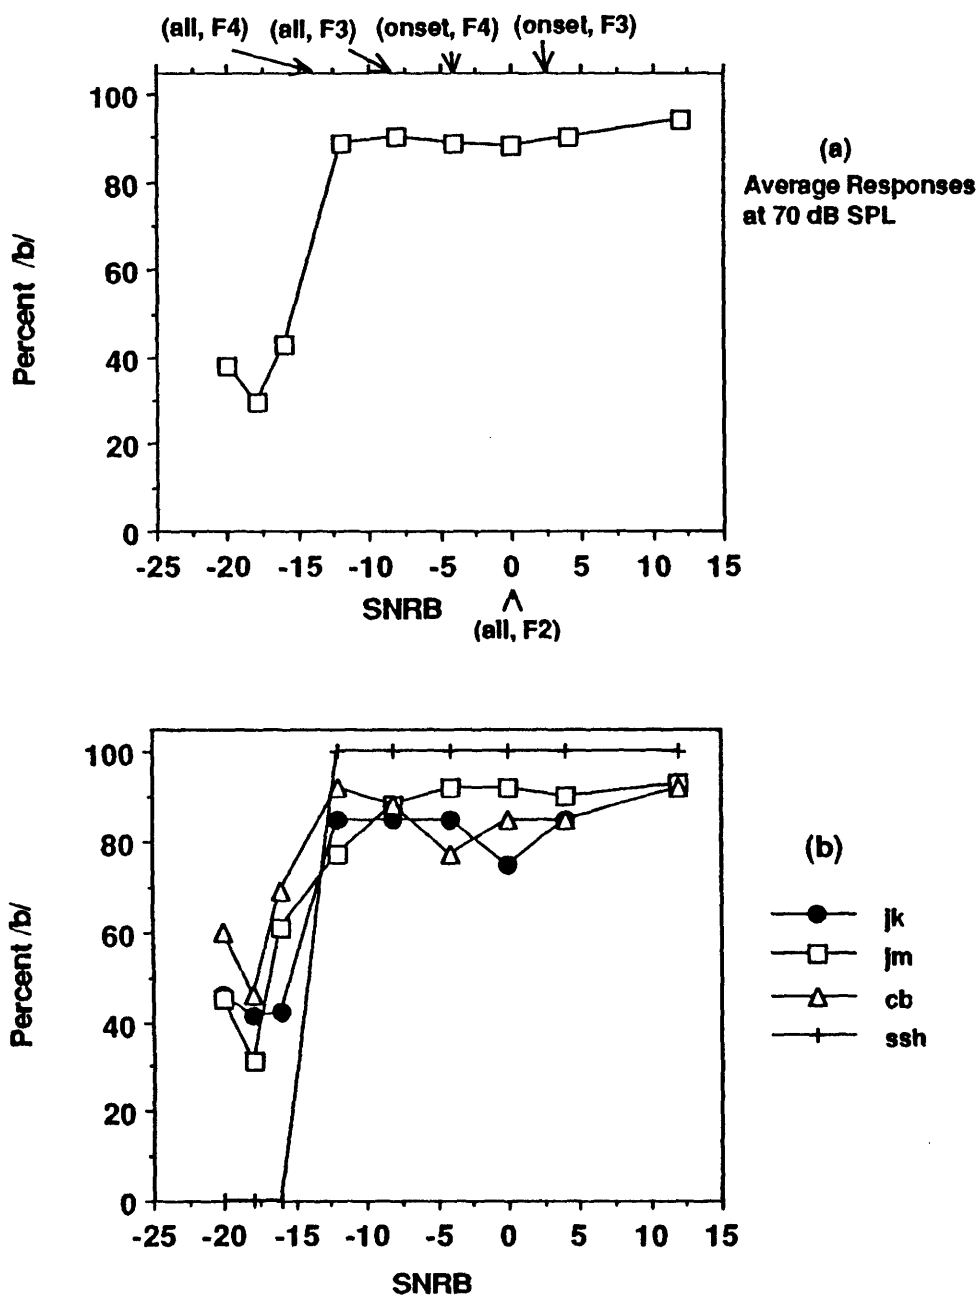 (all, F4) (all, F3) (onset, F4) (onset, F3)
100
80
60
40
20
0
Percent /b/
-25 -20 -15 -10 -5 0 5 10 15
SNRB
(all, F2)
(a)
Average Responses
at 70 dB SPL
100
80
60
40
20
0
Percent /b/
-25 -20 -15 -10 -5 0 5 10 15
SNRB
(b)
jk
jm
cb
ssh